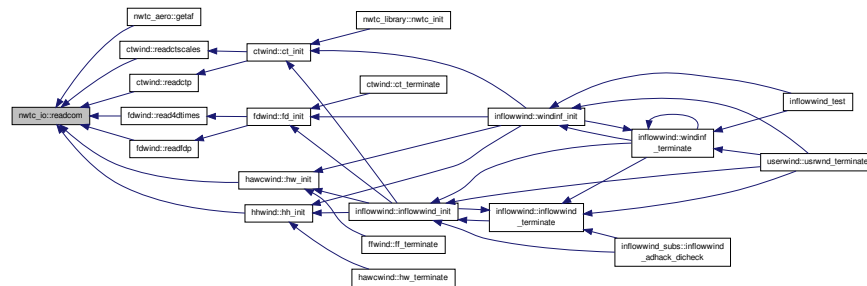 nwtc_aero::getaf
nwtc_library::nwtc_init
ctwind::readctscales
ctwind::ct_init
ctwind::readctp
ctwind::ct_terminate
inflowwind_test
nwtc_io::readcom
fdwind::read4dtimes
fdwind::fd_init
inflowwind::windinf_init
inflowwind::windinf
_terminate
fdwind::readfdp
userwind::usrwnd_terminate
hawcwind::hw_init
hhwind::hh_init
inflowwind::inflowwind_init
inflowwind::inflowwind
_terminate
ffwind::ff_terminate
inflowwind_subs::inflowwind
_adhack_dicheck
hawcwind::hw_terminate